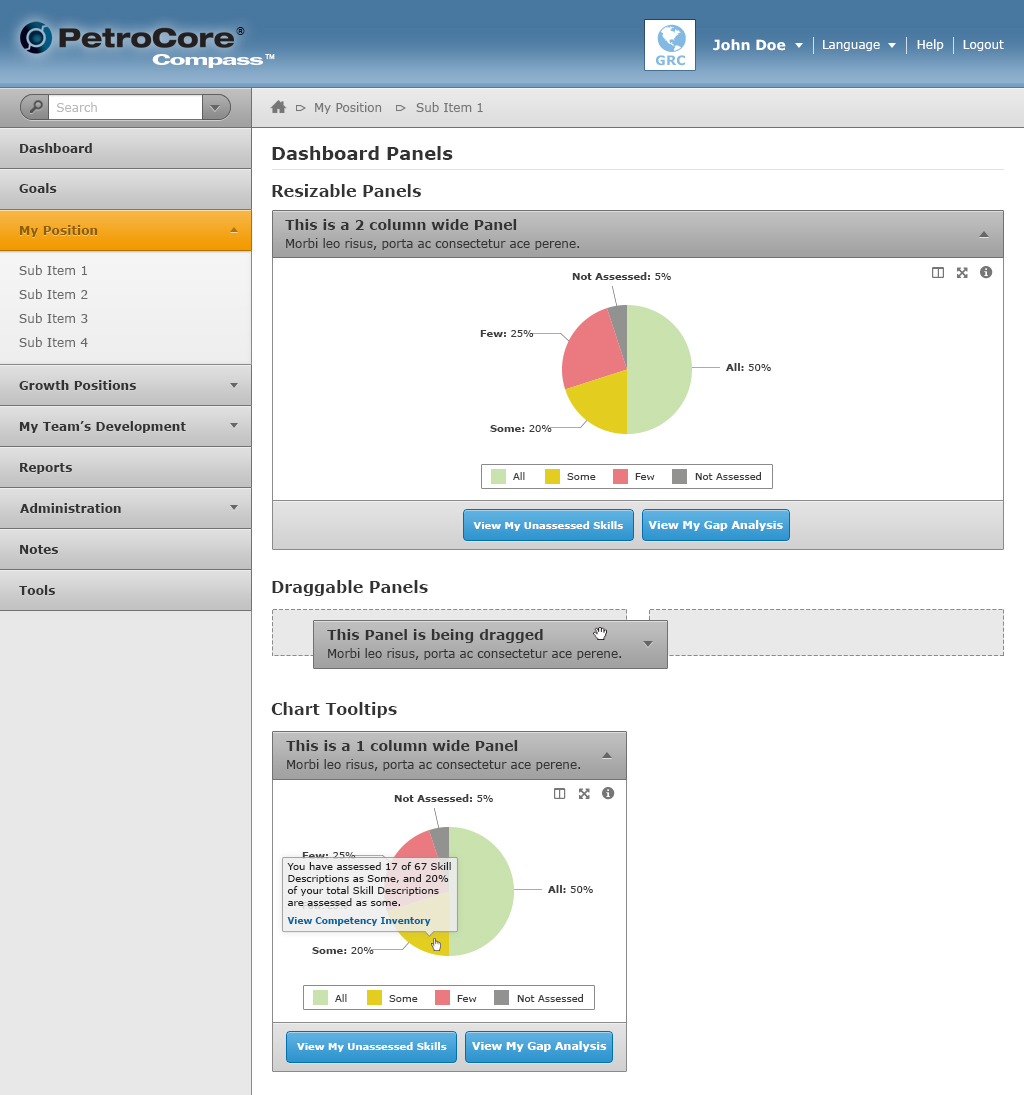 PetroCore®
Compass™
GRC
John Doe
Language
Help
Logout
Search
My Position
Sub Item 1
Dashboard
Goals
My Position
Sub Item 1
Sub Item 2
Sub Item 3
Sub Item 4
Growth Positions
My Team’s Development
Reports
Administration
Notes
Tools
Dashboard Panels
Resizable Panels
This is a 2 column wide Panel
Morbi leo risus, porta ac consectetur ace perene.
Not Assessed: 5%
Few: 25%
All: 50%
Some: 20%
All Some Few Not Assessed
View My Unassessed Skills
View My Gap Analysis
Draggable Panels
This Panel is being dragged
Morbi leo risus, porta ac consectetur ace perene.
Chart Tooltips
This is a 1 column wide Panel
Morbi leo risus, porta ac consectetur ace perene.
Not Assessed: 5%
Few: 25%
You have assessed 17 of 67 Skill
Descriptions as Some, and 20%
of your total Skill Descriptions
are assessed as some.
View Competency Inventory
All: 50%
Some: 20%
All Some Few Not Assessed
View My Unassessed Skills
View My Gap Analysis